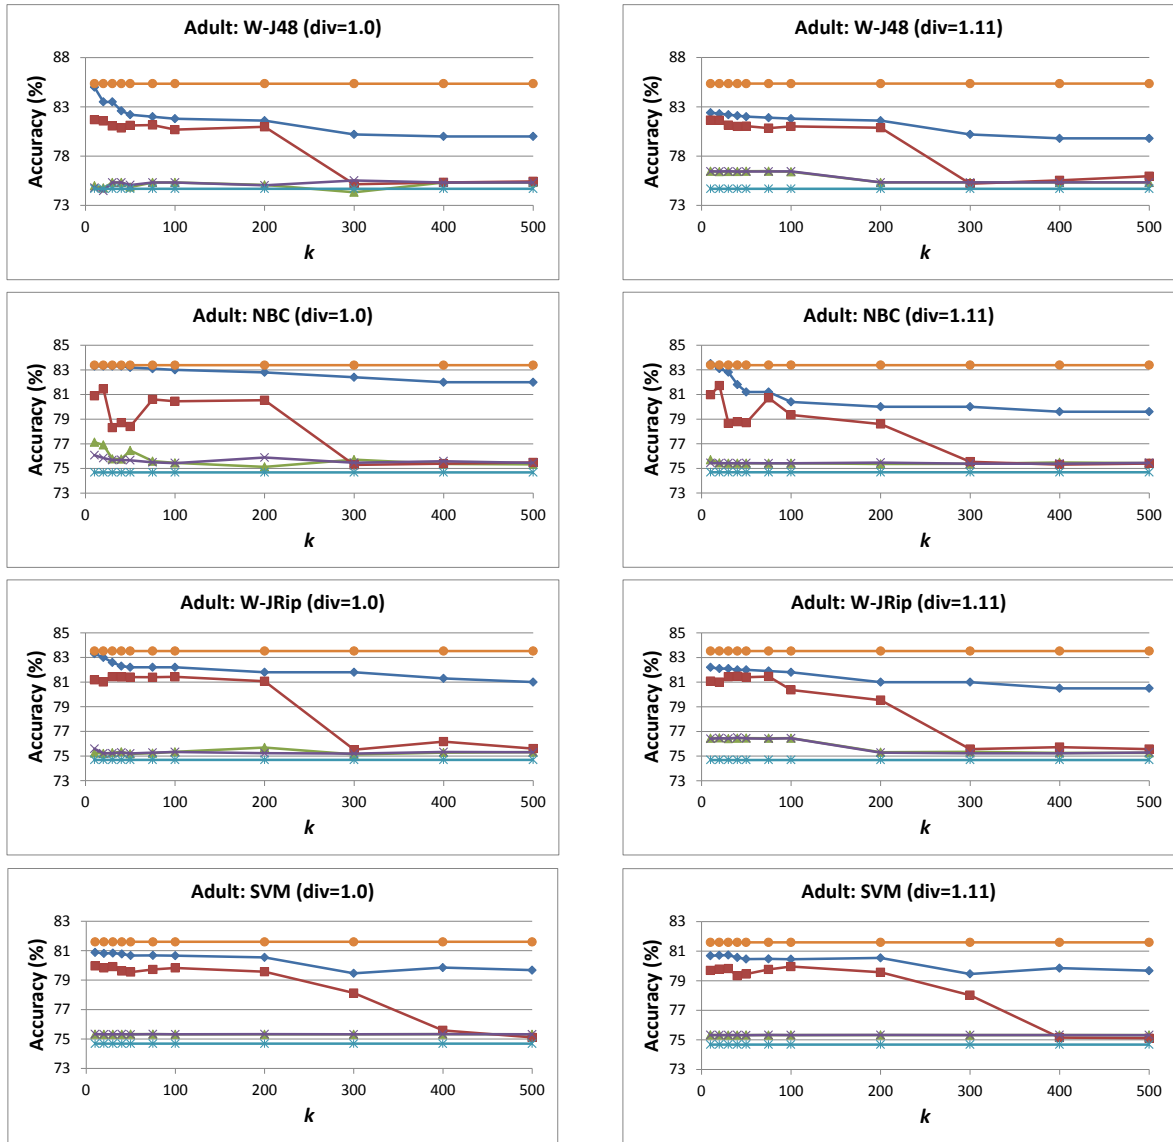 Adult: W-J48 (div=1.0)
Accuracy (%)
88
83
78
73
0 100 200 300 400 500
k
Adult: W-J48 (div=1.11)
Accuracy (%)
88
83
78
73
0 100 200 300 400 500
k
Adult: NBC (div=1.0)
Accuracy (%)
85
83
81
79
77
75
73
0 100 200 300 400 500
k
Adult: NBC (div=1.11)
Accuracy (%)
85
83
81
79
77
75
73
0 100 200 300 400 500
k
Adult: W-JRip (div=1.0)
Accuracy (%)
85
83
81
79
77
75
73
0 100 200 300 400 500
k
Adult: W-JRip (div=1.11)
Accuracy (%)
85
83
81
79
77
75
73
0 100 200 300 400 500
k
Adult: SVM (div=1.0)
Accuracy (%)
83
81
79
77
75
73
0 100 200 300 400 500
k
Adult: SVM (div=1.11)
Accuracy (%)
83
81
79
77
75
73
0 100 200 300 400 500
k